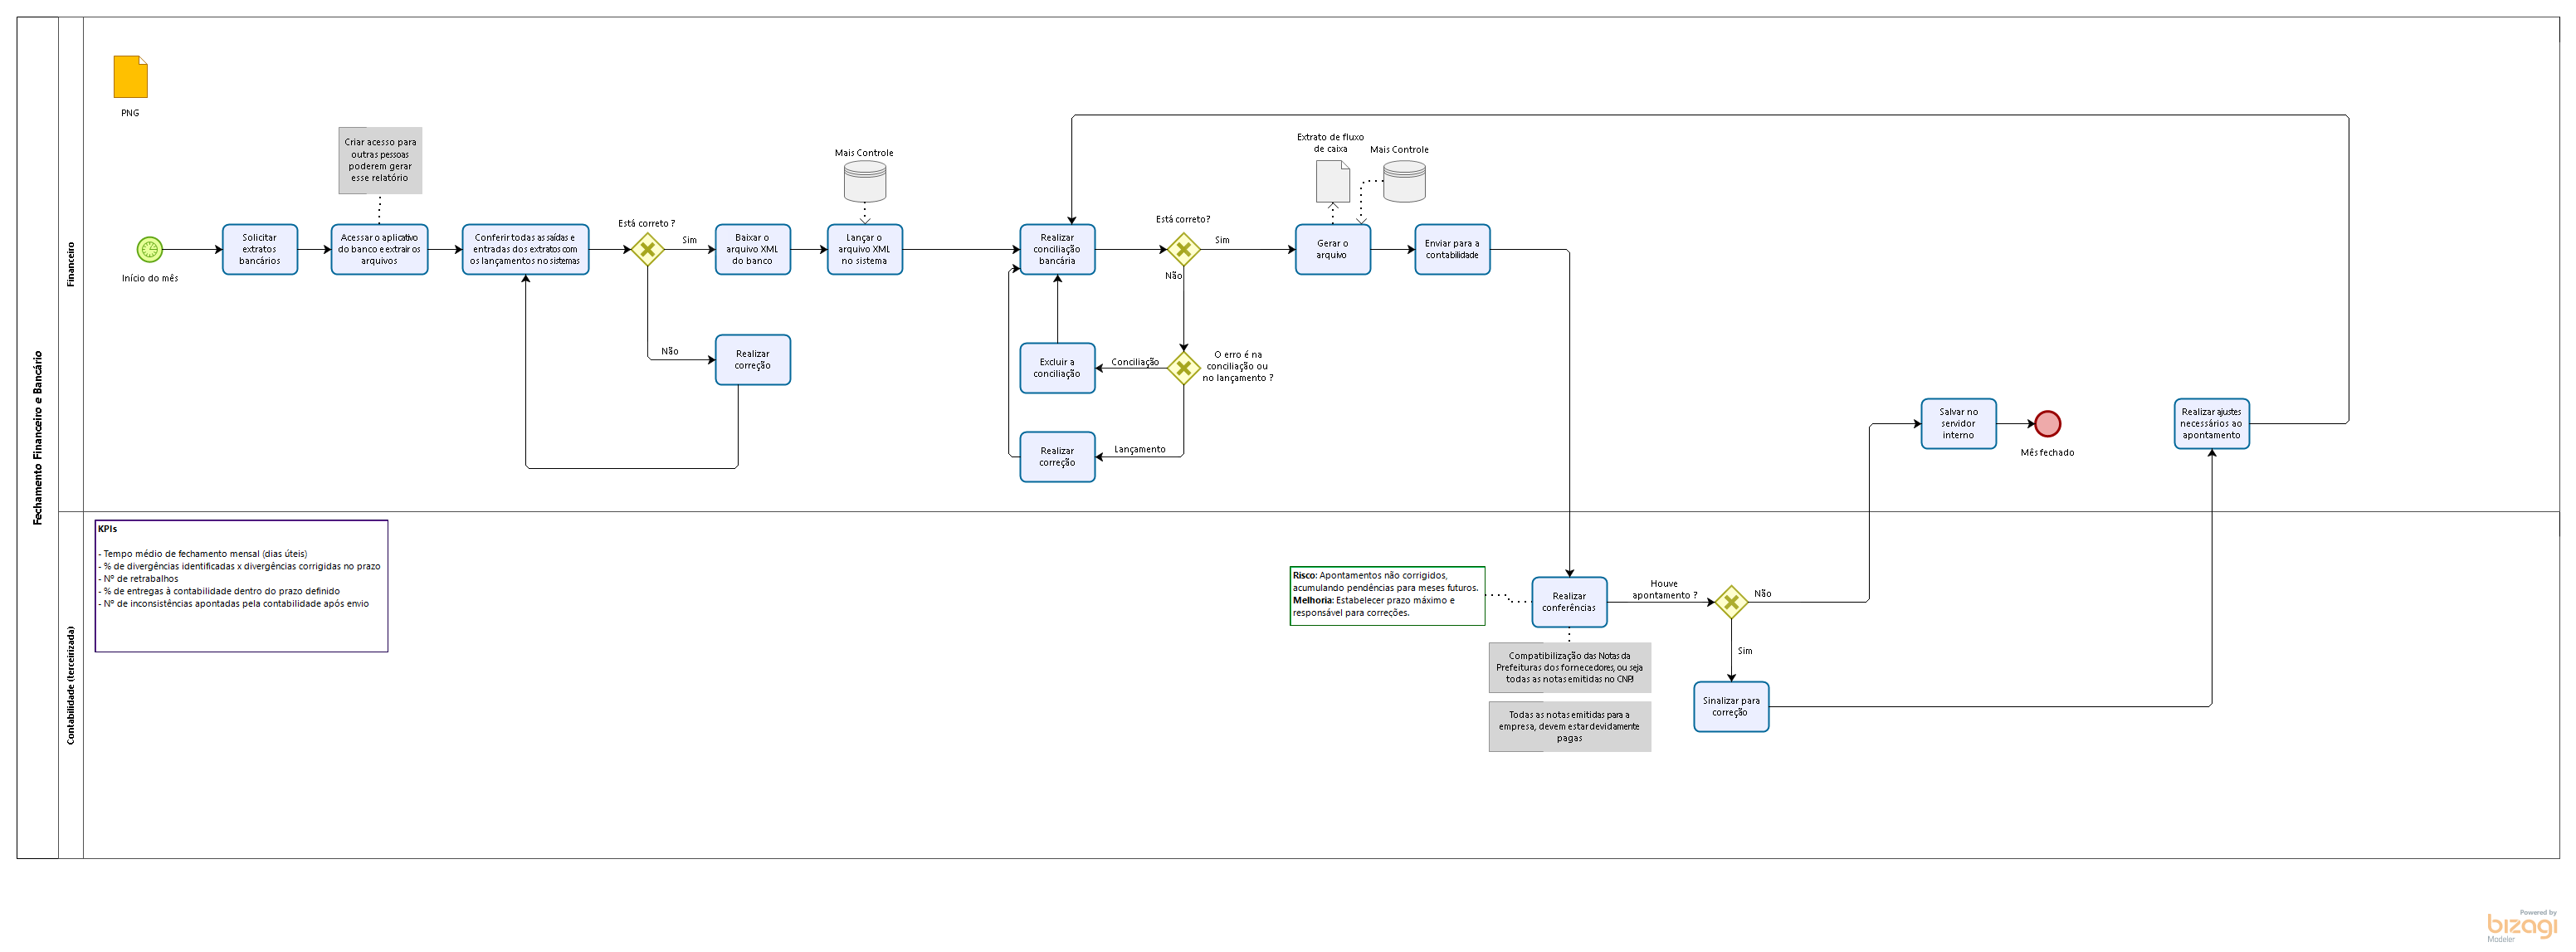 Fechamento Financeiro e Bancário
Financeiro
PNG
Início do mês
Solicitar
extratos
bancários
Criar acesso para
outras pessoas
poderem gerar
esse relatório
Acessar o aplicativo
do banco e extrair os
arquivos
Conferir todas as saídas e
entradas dos extratos com
os lançamentos no sistemas
Está correto ?
Sim
Não
Baixar o
arquivo XML
do banco
Realizar
correção
Mais Controle
Lançar o
arquivo XML
no sistema
Realizar
conciliação
bancária
Está correto?
Sim
Não
O erro é na
conciliação ou
no lançamento ?
Conciliação
Excluir a
conciliação
Lançamento
Realizar
correção
Extrato de fluxo
de caixa
Mais Controle
Gerar o
arquivo
Enviar para a
contabilidade
Salvar no
servidor
interno
Mês fechado
Realizar ajustes
necessários ao
apontamento
Contabilidade (terceirizada)
KPIs
- Tempo médio de fechamento mensal (dias úteis)
- % de divergências identificadas x divergências corrigidas no prazo
- Nº de retrabalhos
- % de entregas à contabilidade dentro do prazo definido
- Nº de inconsistências apontadas pela contabilidade após envio
Risco: Apontamentos não corrigidos,
acumulando pendências para meses futuros.
Melhoria: Estabelecer prazo máximo e
responsável para correções.
Realizar
conferências
Houve
apontamento ?
Não
Sim
Compatibilização das Notas da
Prefeituras dos fornecedores, ou seja
todas as notas emitidas no CNPJ
Todas as notas emitidas para a
empresa, devem estar devidamente
pagas
Sinalizar para
correção
Powered by
bizagi
Modeler